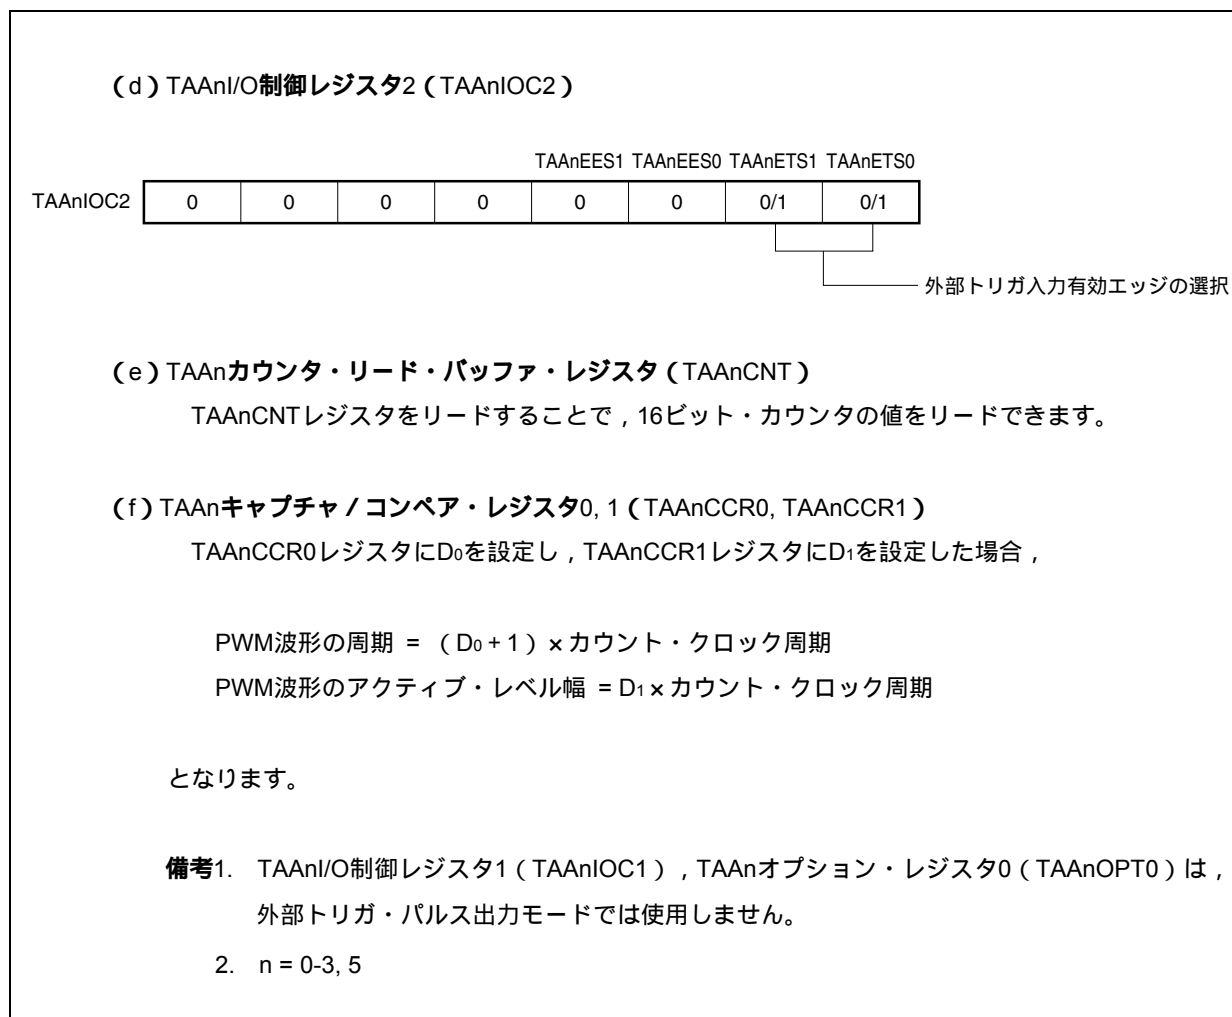 （d）TAAnI/O制御レジスタ2（TAAnIOC2）
TAAnEES1 TAAnEES0 TAAnETS1 TAAnETS0
TAAnIOC2 0 0 0 0 0 0 0/1 0/1
外部トリガ入力有効エッジの選択
（e）TAAnカウンタ・リード・バッファ・レジスタ（TAAnCNT）
TAAnCNTレジスタをリードすることで，16ビット・カウンタの値をリードできます。
（f）TAAnキャプチャ／コンペア・レジスタ0, 1（TAAnCCR0, TAAnCCR1）
TAAnCCR0レジスタにD0を設定し，TAAnCCR1レジスタにD1を設定した場合，
PWM波形の周期 = （D0 + 1）× カウント・クロック周期
PWM波形のアクティブ・レベル幅 = D1 × カウント・クロック周期
となります。
備考1. TAAnI/O制御レジスタ1（TAAnIOC1），TAAnオプション・レジスタ0（TAAnOPT0）は，
外部トリガ・パルス出力モードでは使用しません。
2. n = 0-3, 5